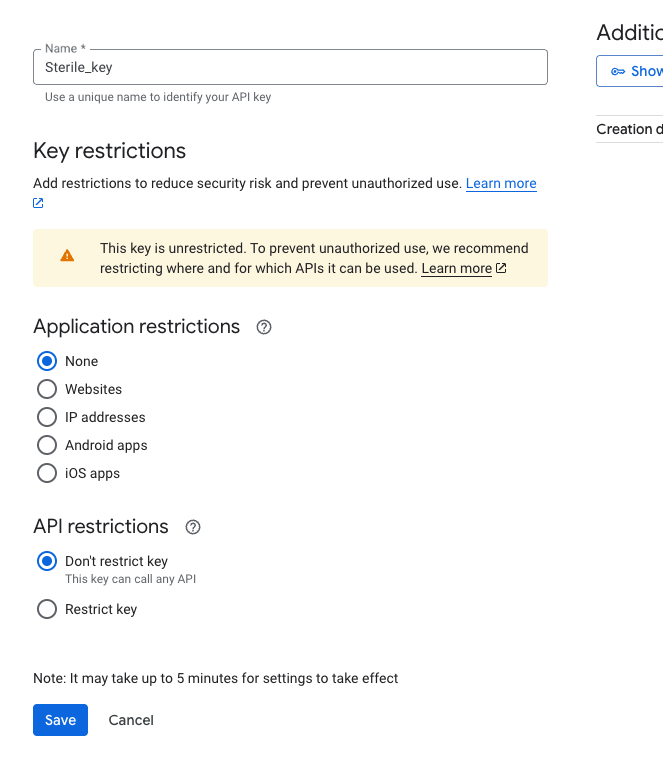 Name *
Sterile_key
Use a unique name to identify your API key
Key restrictions
Add restrictions to reduce security risk and prevent unauthorized use. Learn more
This key is unrestricted. To prevent unauthorized use, we recommend
restricting where and for which APIs it can be used. Learn more
Application restrictions
None
Websites
IP addresses
Android apps
iOS apps
API restrictions
Don't restrict key
This key can call any API
Restrict key
Note: It may take up to 5 minutes for settings to take effect
Save Cancel
Additio
Show
Creation d